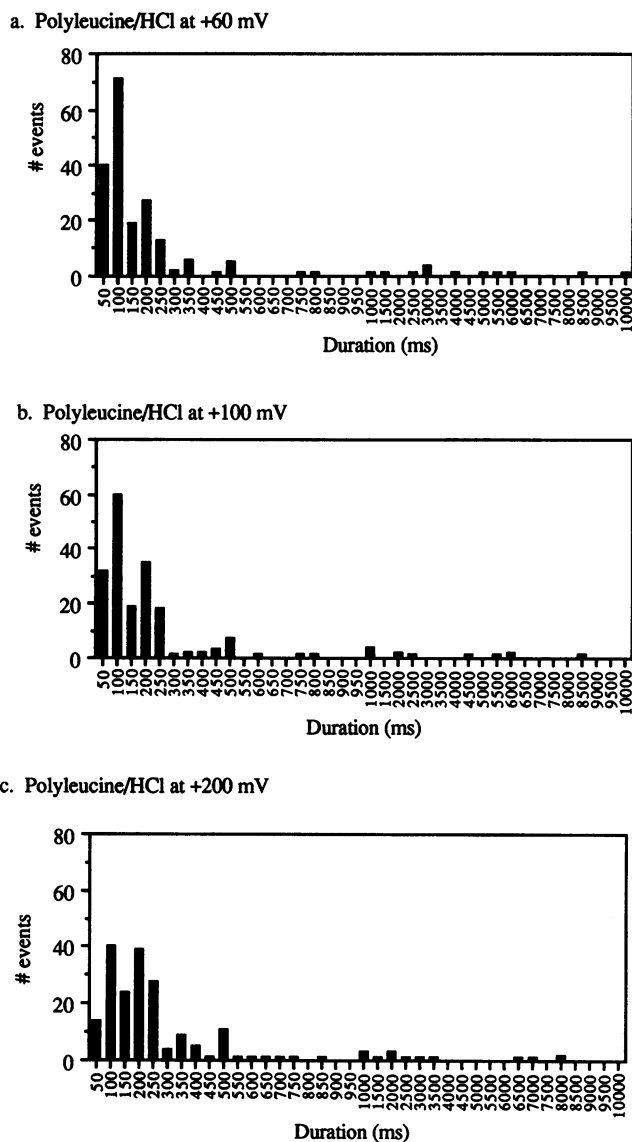 a. Polyleucine/HCl at +60 mV
80
60
40
20
0
# events
50 100 150 200 250 300 350 400 450 500 550 600 650 700 750 800 850 900 950 1000 1500 2000 2500 3000 3500 4000 4500 5000 5500 6000 6500 7000 7500 8000 8500 9000 9500 10000
Duration (ms)
b. Polyleucine/HCl at +100 mV
80
60
40
20
0
# events
50 100 150 200 250 300 350 400 450 500 550 600 650 700 750 800 850 900 950 1000 1500 2000 2500 3000 3500 4000 4500 5000 5500 6000 6500 7000 7500 8000 8500 9000 9500 10000
Duration (ms)
c. Polyleucine/HCl at +200 mV
80
60
40
20
0
# events
50 100 150 200 250 300 350 400 450 500 550 600 650 700 750 800 850 900 950 1000 1500 2000 2500 3000 3500 4000 4500 5000 5500 6000 6500 7000 7500 8000 8500 9000 9500 10000
Duration (ms)